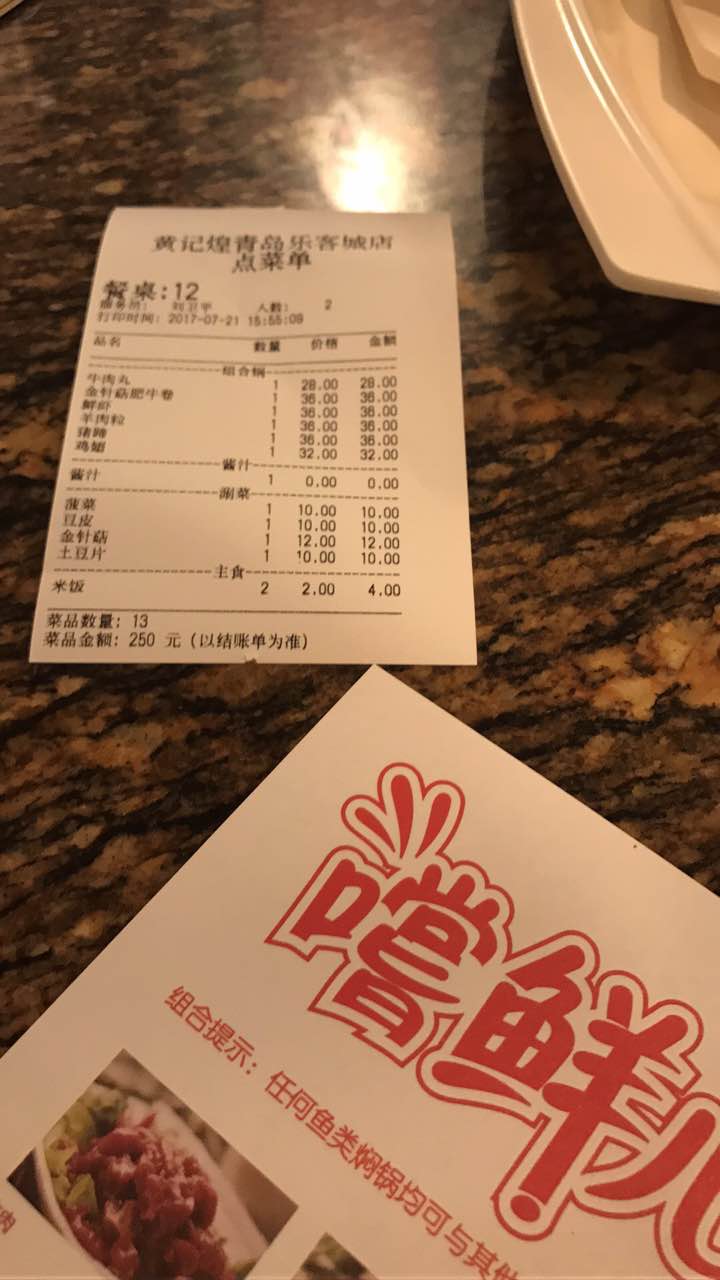 黄记煌青岛乐客城店
点菜单
餐桌:12
服务员: 刘卫平 人数: 2
打印时间: 2017-07-21 15:55:09
品名 数量 价格 金额
组合锅
牛肉丸 1 28.00 28.00
金针菇肥牛卷 1 36.00 36.00
鲜虾 1 36.00 36.00
羊肉粒 1 36.00 36.00
猪蹄 1 36.00 36.00
鸡翅 1 32.00 32.00
酱汁
酱汁 1 0.00 0.00
涮菜
菠菜 1 10.00 10.00
豆皮 1 10.00 10.00
金针菇 1 12.00 12.00
土豆片 1 10.00 10.00
主食
米饭 2 2.00 4.00
菜品数量: 13
菜品金额: 250 元 (以结账单为准)
嚐鲜
组合提示: 任何鱼类焖锅均可与其他
肉